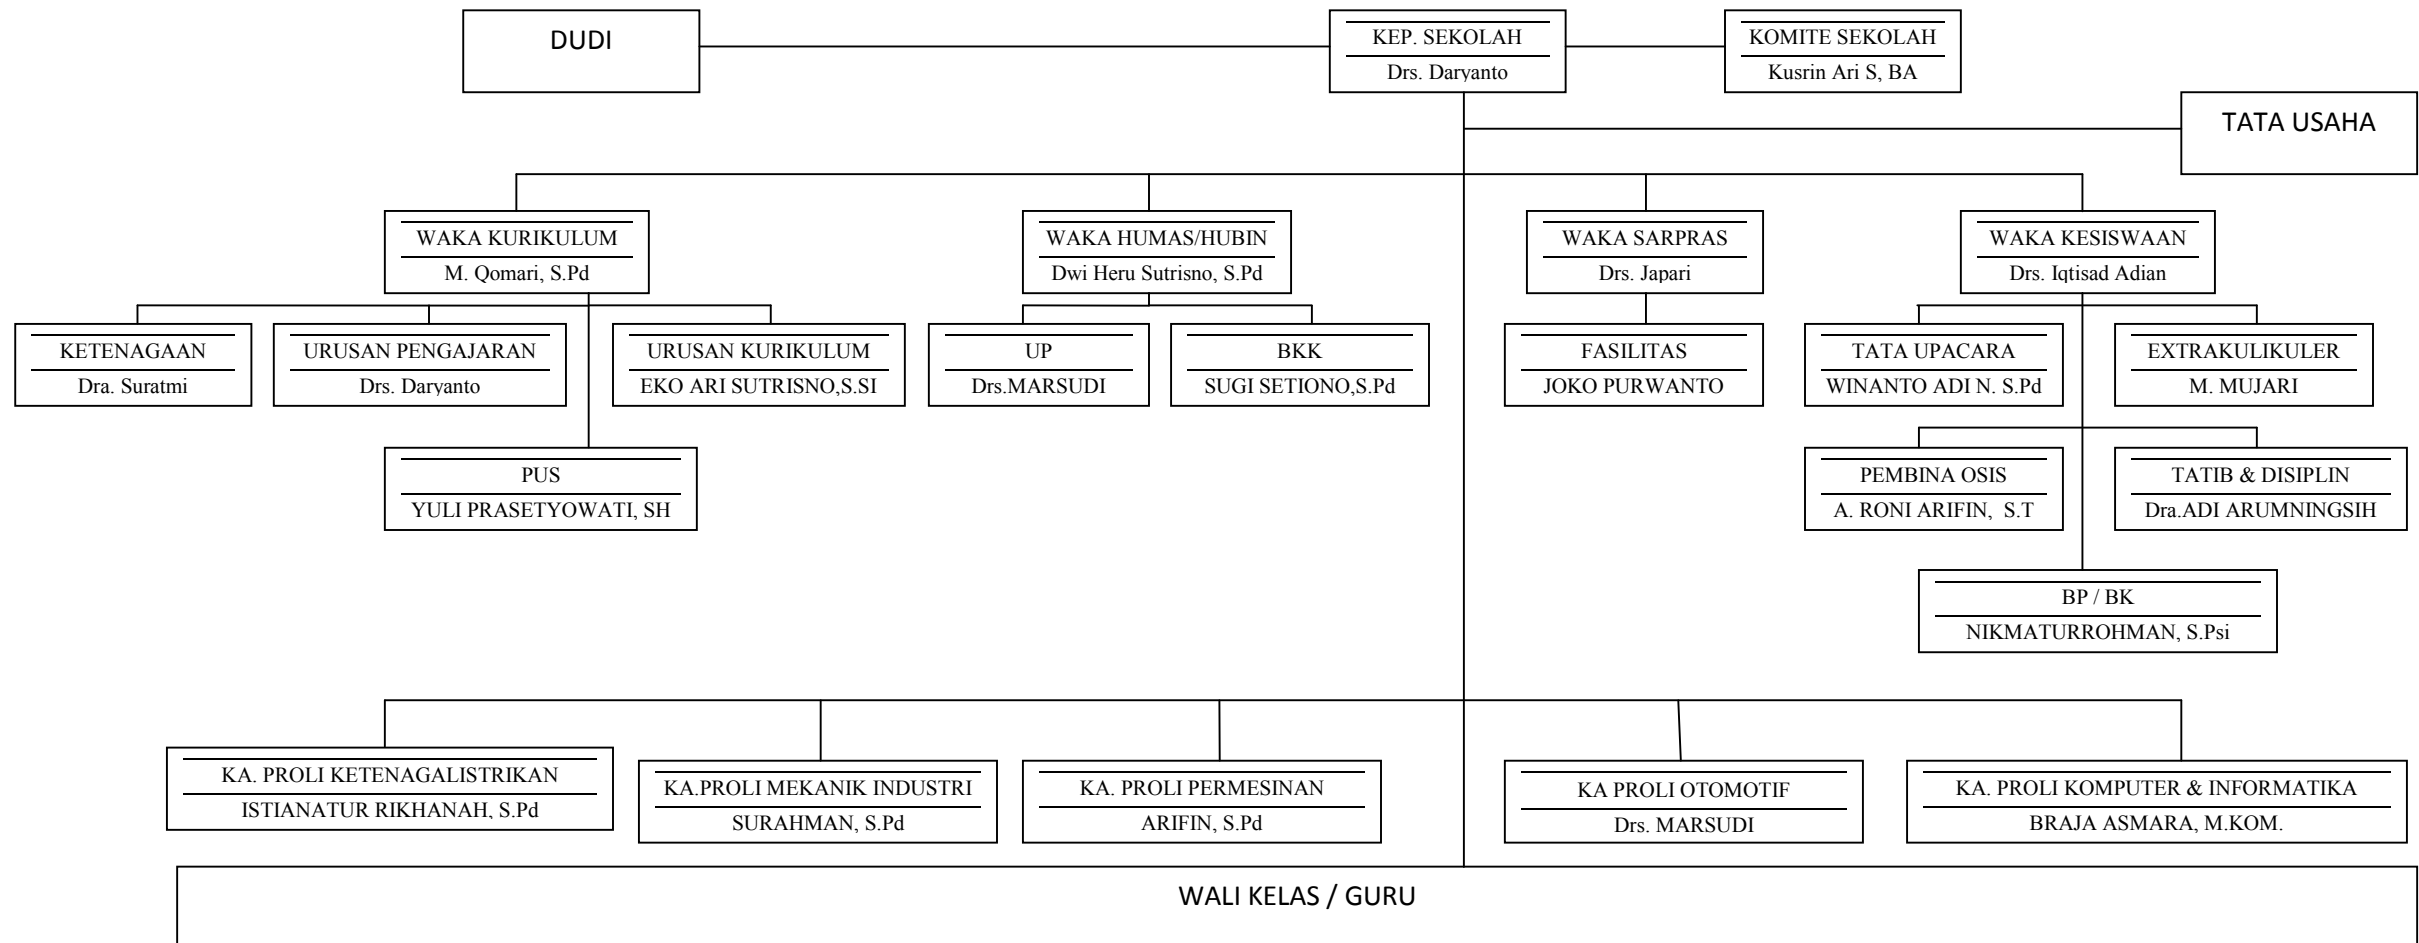 DUDI
KEP. SEKOLAH
Drs. Daryanto
KOMITE SEKOLAH
Kusrin Ari S, BA
TATA USAHA
WAKA KURIKULUM
M. Qomari, S.Pd
WAKA HUMAS/HUBIN
Dwi Heru Sutrisno, S.Pd
WAKA SARPRAS
Drs. Japari
WAKA KESISWAAN
Drs. Iqtisad Adian
KETENAGAAN
Dra. Suratmi
URUSAN PENGAJARAN
Drs. Daryanto
URUSAN KURIKULUM
EKO ARI SUTRISNO,S.SI
UP
Drs.MARSUDI
BKK
SUGI SETIONO,S.Pd
FASILITAS
JOKO PURWANTO
TATA UPACARA
WINANTO ADI N. S.Pd
EXTRAKULIKULER
M. MUJARI
PUS
YULI PRASETYOWATI, SH
PEMBINA OSIS
A. RONI ARIFIN, S.T
TATIB & DISIPLIN
Dra.ADI ARUMNINGSIH
BP / BK
NIKMATURROHMAN, S.Psi
KA. PROLI KETENAGALISTRIKAN
ISTIANATUR RIKHANAH, S.Pd
KA.PROLI MEKANIK INDUSTRI
SURAHMAN, S.Pd
KA. PROLI PERMESINAN
ARIFIN, S.Pd
KA PROLI OTOMOTIF
Drs. MARSUDI
KA. PROLI KOMPUTER & INFORMATIKA
BRAJA ASMARA, M.KOM.
WALI KELAS / GURU